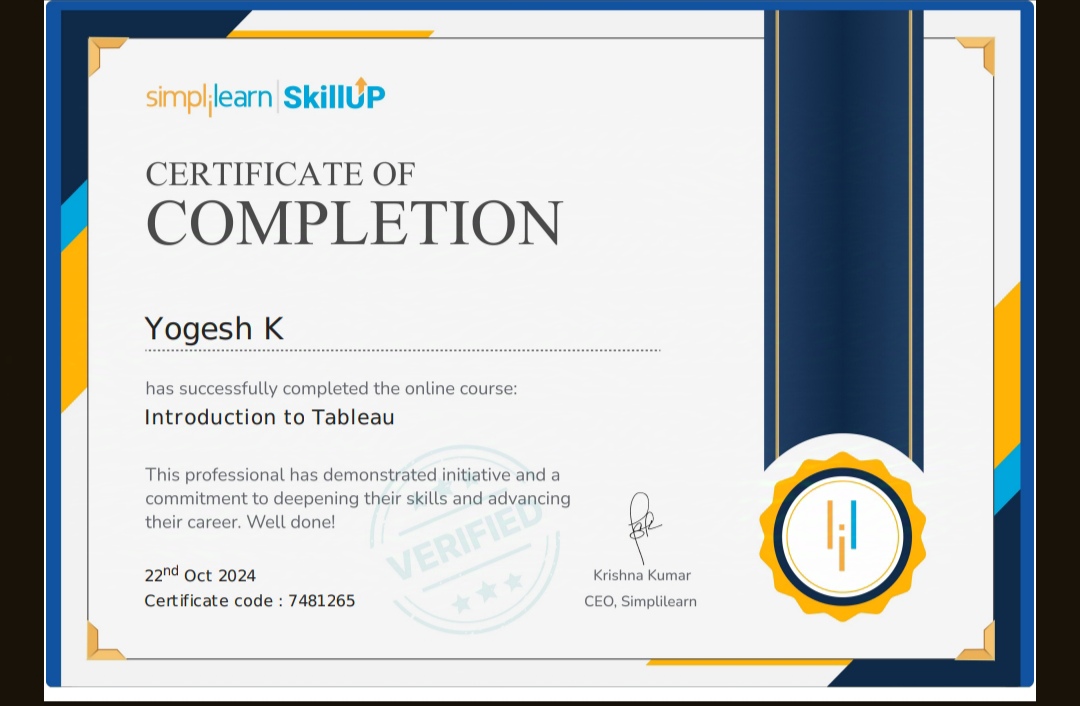 simplilearn | SkillUP
CERTIFICATE OF
COMPLETION
Yogesh K
has successfully completed the online course:
Introduction to Tableau
This professional has demonstrated initiative and a
commitment to deepening their skills and advancing
their career. Well done!
VERIFIED
22nd Oct 2024
Certificate code : 7481265
Krishna Kumar
CEO, Simplilearn